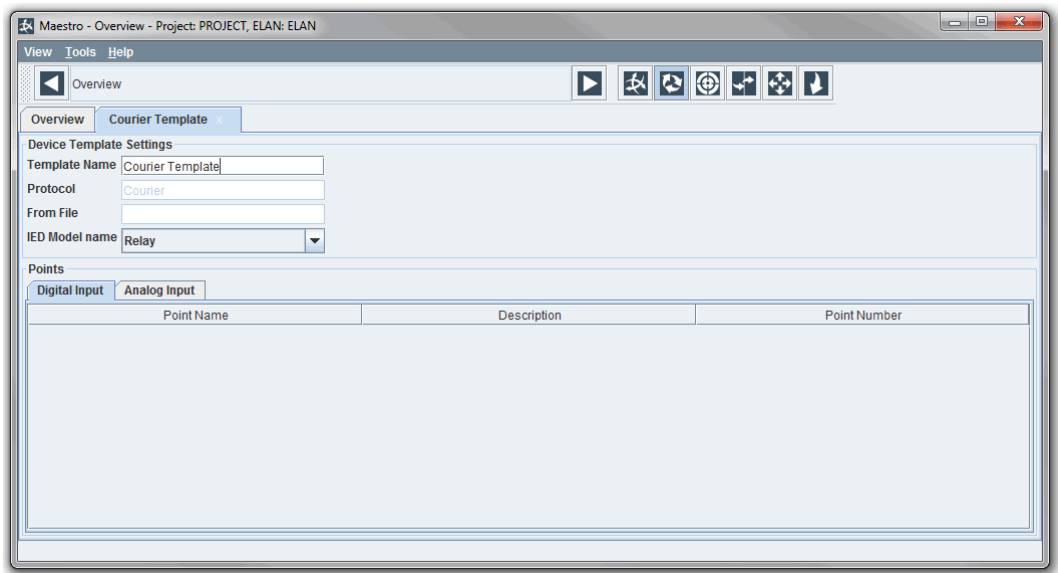 Maestro - Overview - Project: PROJECT, ELAN: ELAN
View Tools Help
Overview
Overview Courier Template x
Device Template Settings
Template Name Courier Template
Protocol Courier
From File
IED Model name Relay
Points
Digital Input Analog Input
Point Name Description Point Number